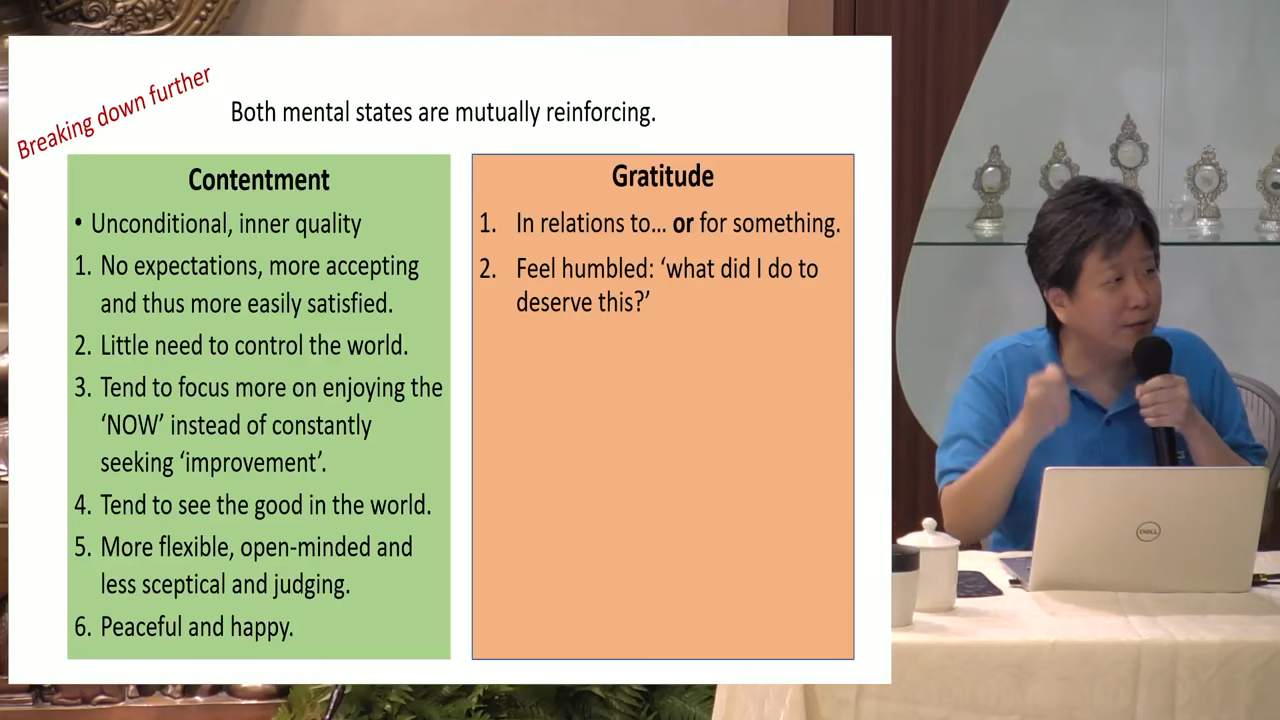 Breaking down further
Both mental states are mutually reinforcing.
Contentment
• Unconditional, inner quality
1. No expectations, more accepting
and thus more easily satisfied.
2. Little need to control the world.
3. Tend to focus more on enjoying the
‘NOW’ instead of constantly
seeking ‘improvement’.
4. Tend to see the good in the world.
5. More flexible, open-minded and
less sceptical and judging.
6. Peaceful and happy.
Gratitude
1. In relations to... or for something.
2. Feel humbled: ‘what did I do to
deserve this?’
DELL